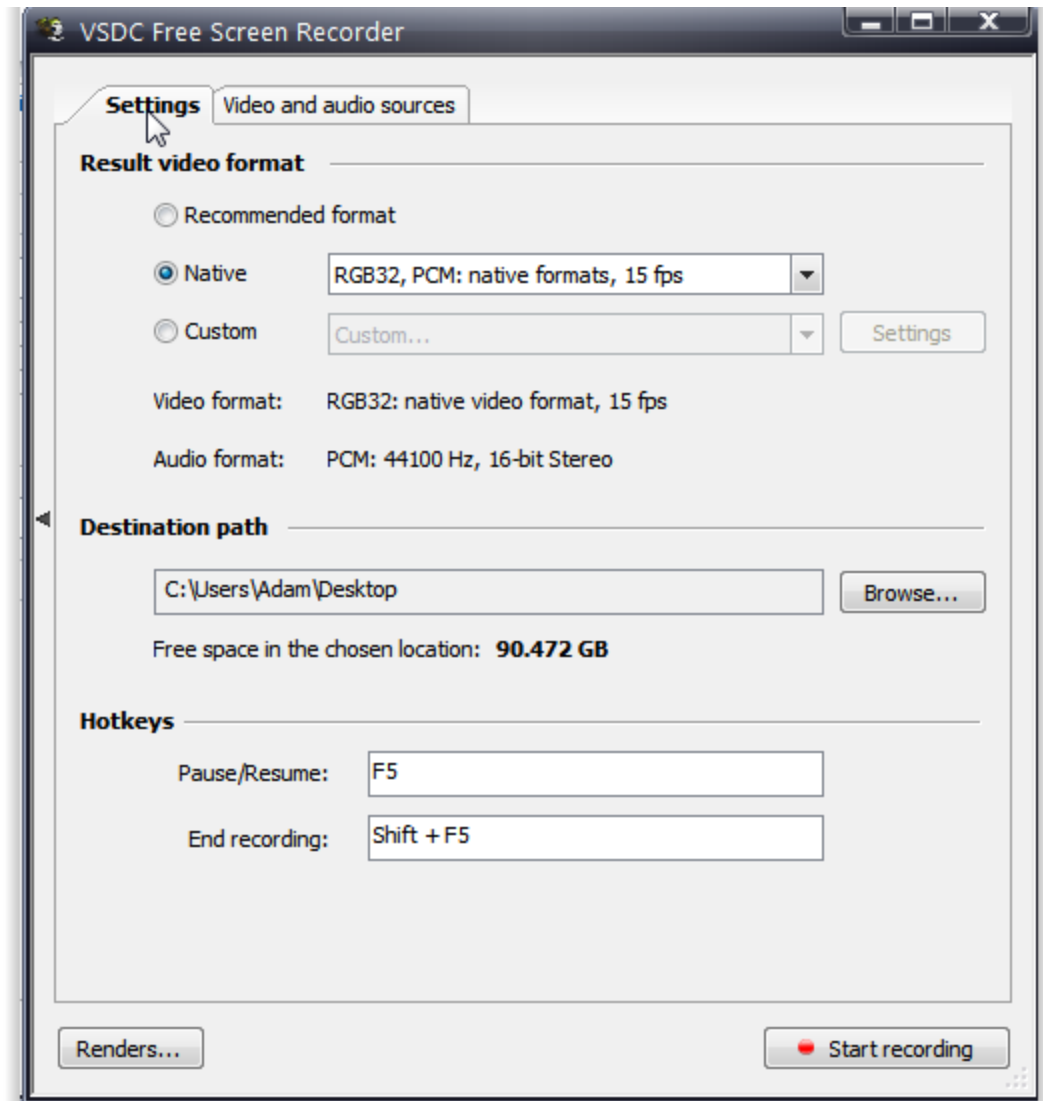 VSDC Free Screen Recorder
Settings Video and audio sources
Result video format
Recommended format
Native RGB32, PCM: native formats, 15 fps
Custom Custom... Settings
Video format: RGB32: native video format, 15 fps
Audio format: PCM: 44100 Hz, 16-bit Stereo
Destination path
C:\Users\Adam\Desktop Browse...
Free space in the chosen location: 90.472 GB
Hotkeys
Pause/Resume: F5
End recording: Shift + F5
Renders... Start recording